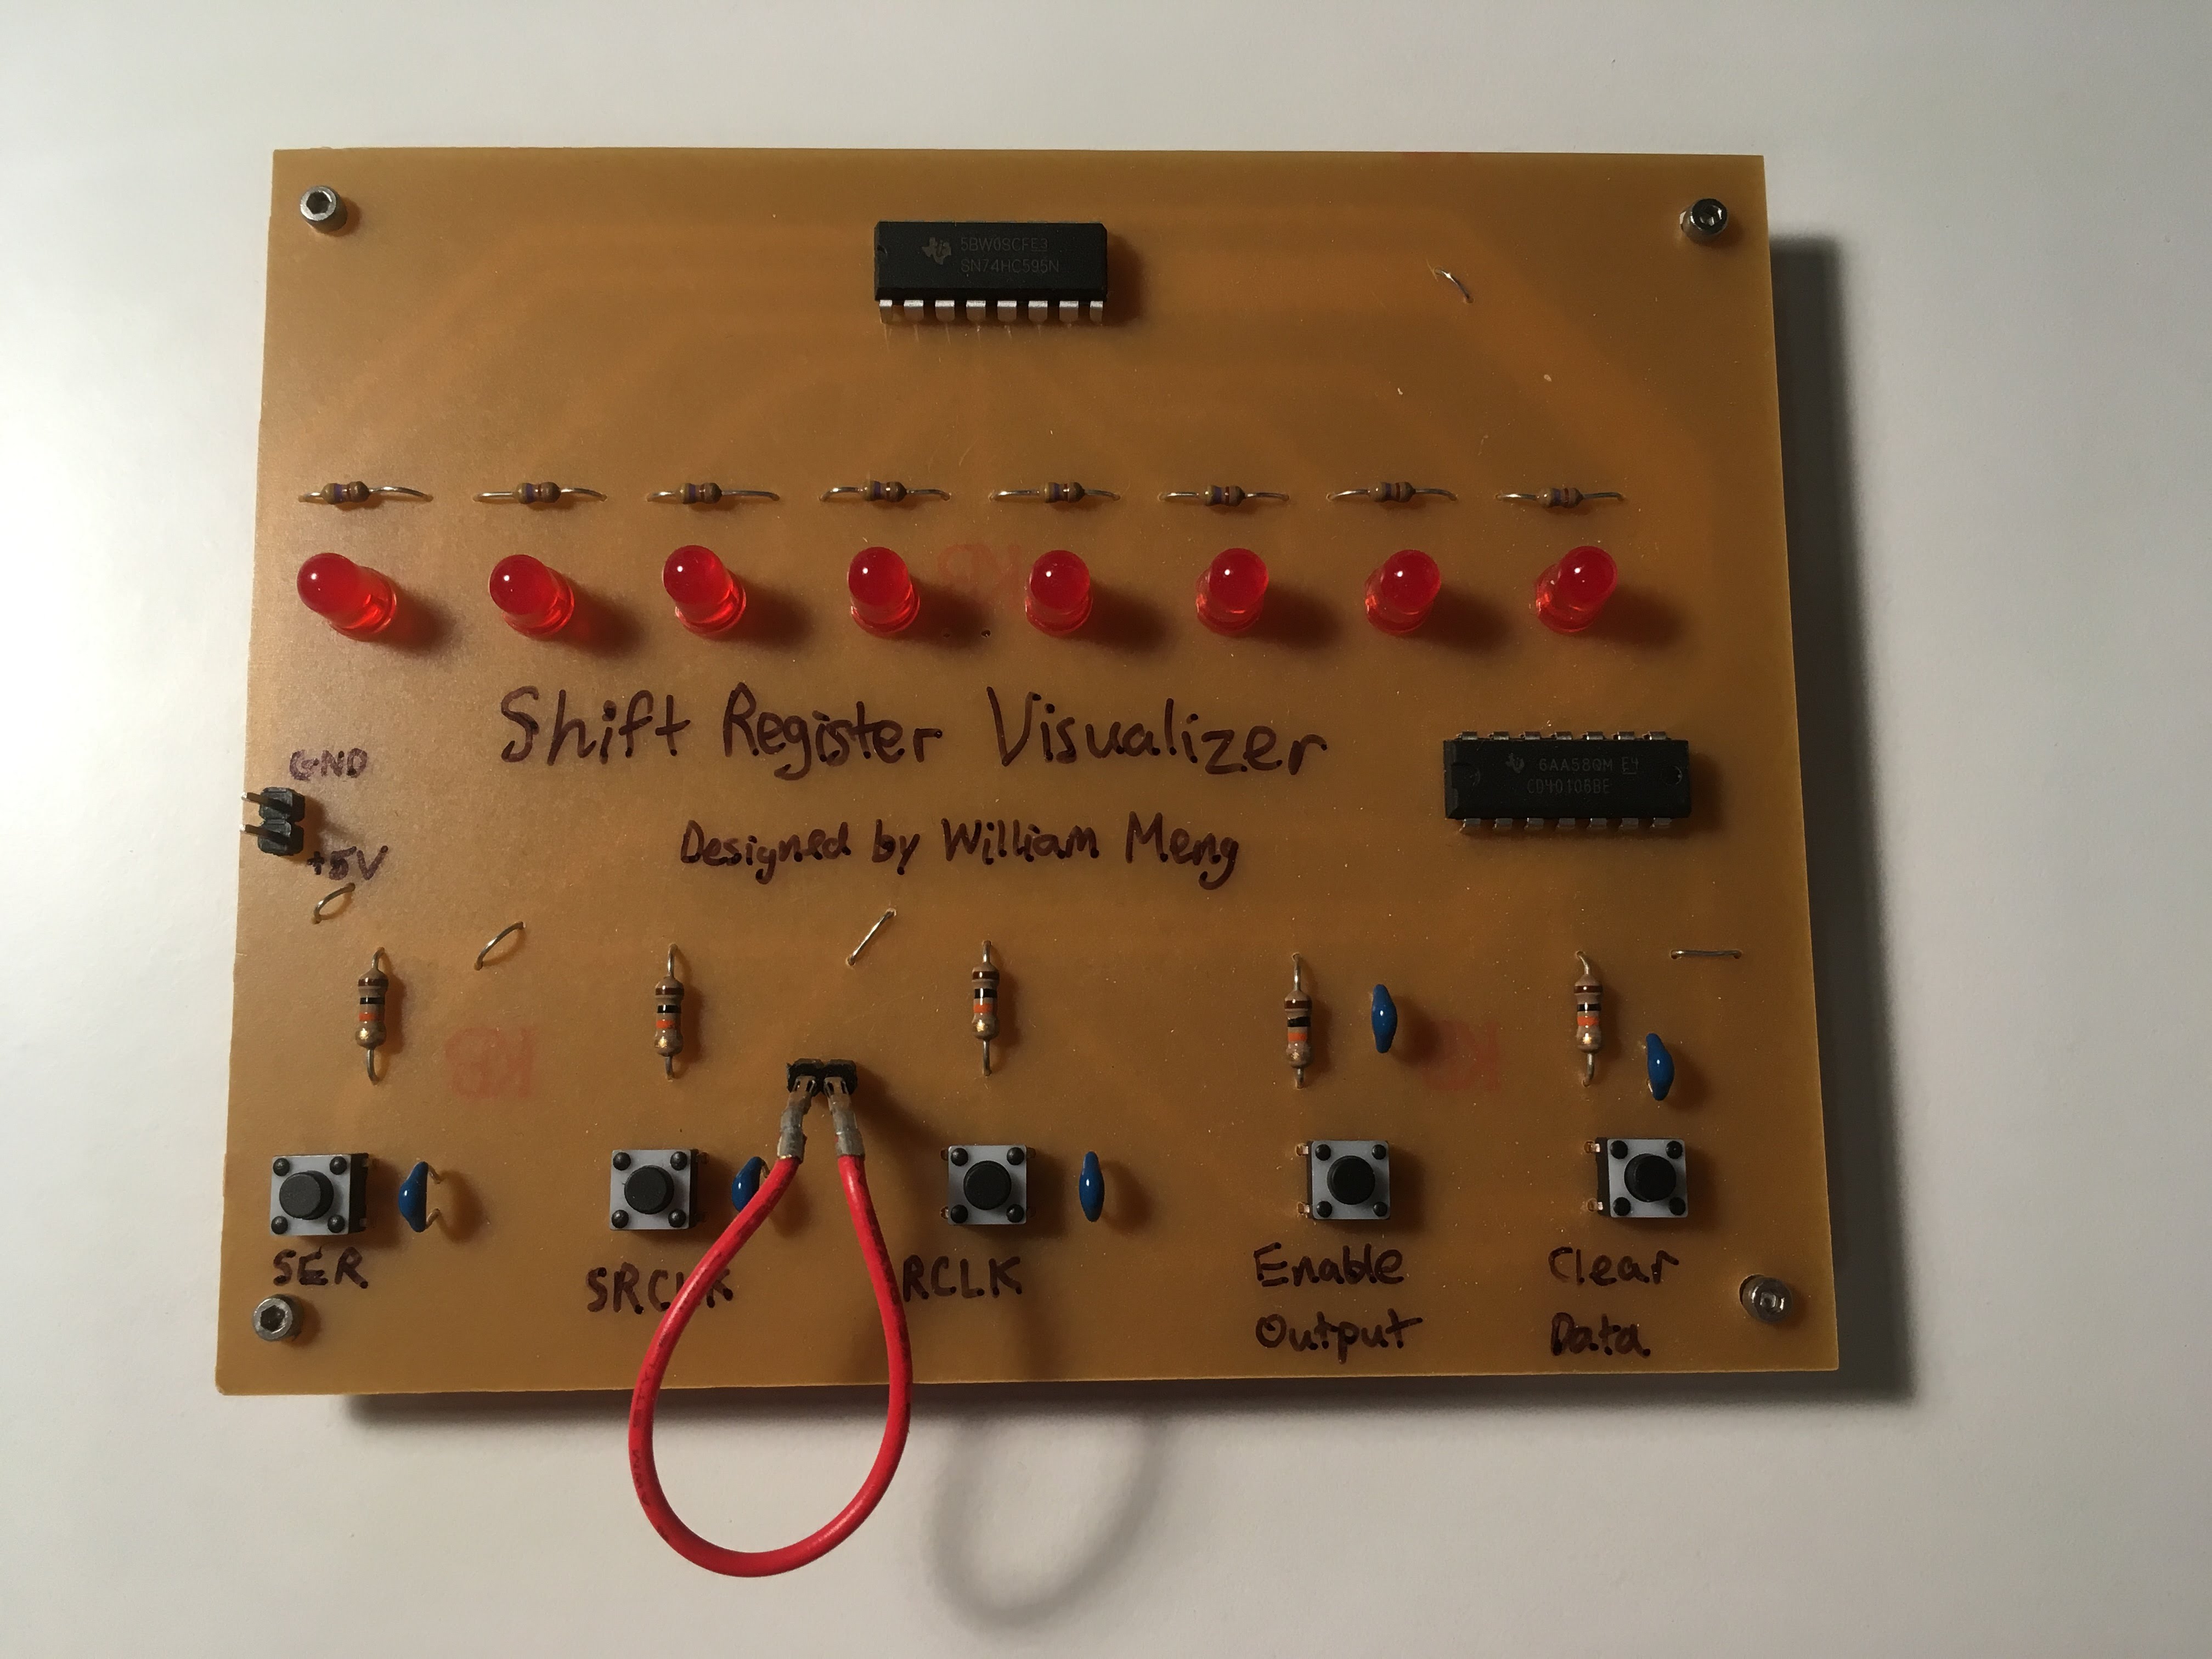 5BW08CFE3
SN74HC595N
Shift Register Visualizer
GND
6AA58QM E4
CD40106BE
Designed by William Meng
+5V
SER
SRCLK
RCLK
Enable
Output
Clear
Data